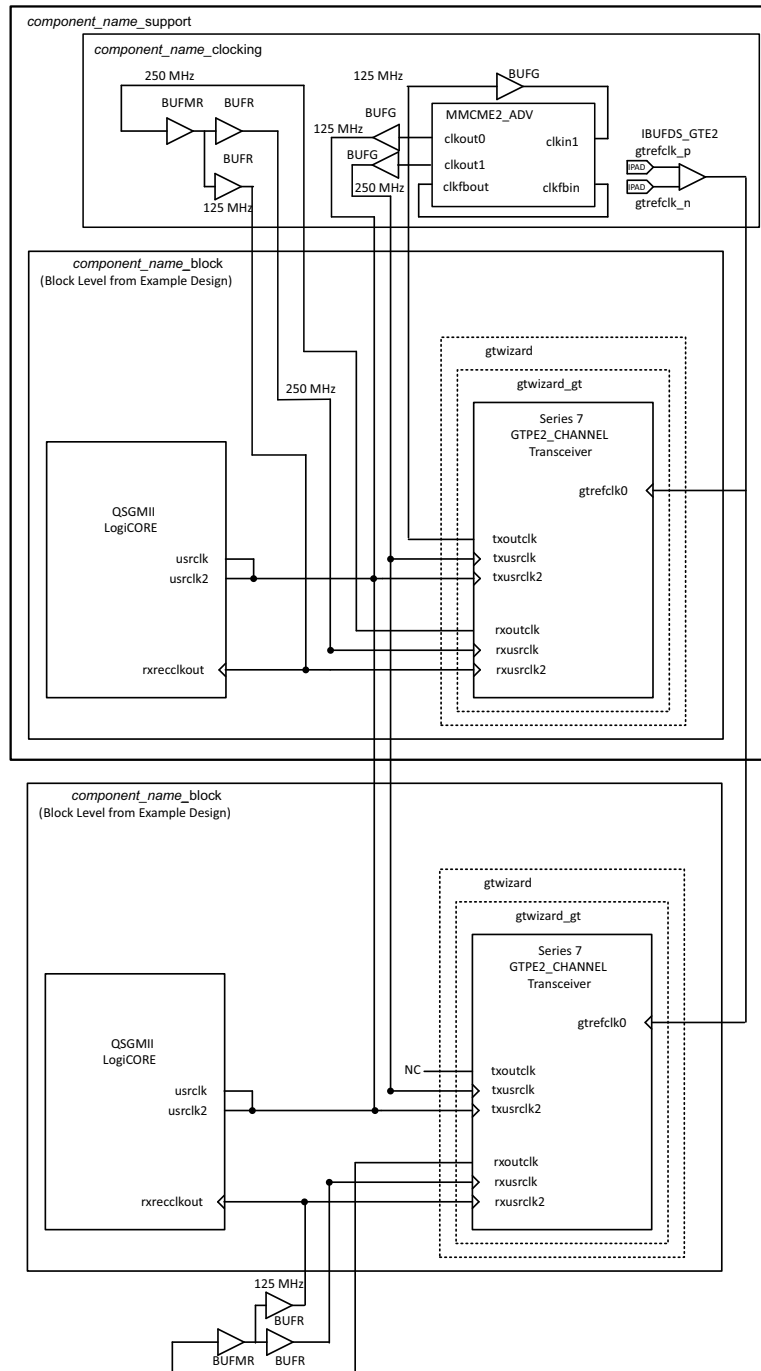 component_name_support
component_name_clocking
250 MHz
BUFMR
BUFR
BUFR
125 MHz
125 MHz
BUFG
BUFG
125 MHz
BUFG
250 MHz
MMCME2_ADV
clkout0
clkin1
clkout1
clkfbout
clkfbin
IBUFDS_GTE2
gtrefclk_p
IPAD
IPAD
gtrefclk_n
component_name_block
(Block Level from Example Design)
gtwizard
gtwizard_gt
250 MHz
Series 7
GTPE2_CHANNEL
Transceiver
gtrefclk0
QSGMII
LogiCORE
usrclk
usrclk2
rxrecclkout
txoutclk
txusrclk
txusrclk2
rxoutclk
rxusrclk
rxusrclk2
component_name_block
(Block Level from Example Design)
gtwizard
gtwizard_gt
Series 7
GTPE2_CHANNEL
Transceiver
gtrefclk0
QSGMII
LogiCORE
usrclk
usrclk2
rxrecclkout
NC
txoutclk
txusrclk
txusrclk2
rxoutclk
rxusrclk
rxusrclk2
125 MHz
BUFR
BUFMR
BUFR